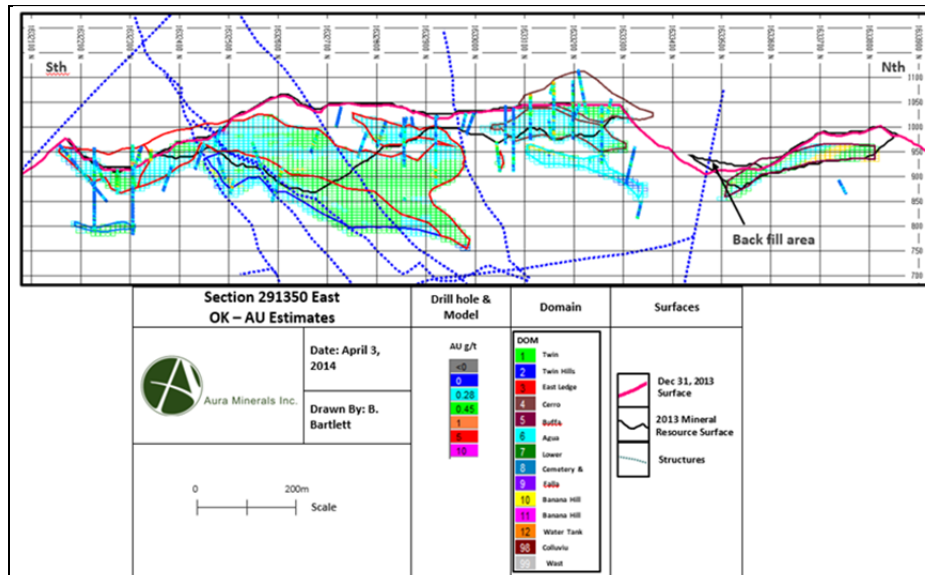 Sth
Nth
1100
1050
1000
950
900
850
800
750
700
Back fill area
Section 291350 East
OK – AU Estimates
Date: April 3,
2014
Drawn By: B.
Bartlett
Aura Minerals Inc.
0 200m
Scale
Drill hole &
Model
AU g/t
<0
0
0.28
0.45
1
5
10
Domain
DOM
1 Twin
2 Twin Hills
3 East Ledge
4 Cerro
5 Buffa
6 Agua
7 Lower
8 Cemetery &
9
10 Banana Hill
11 Banana Hill
12 Water Tank
98 Colluviu
99 Wast
Surfaces
Dec 31, 2013
Surface
2013 Mineral
Resource Surface
Structures